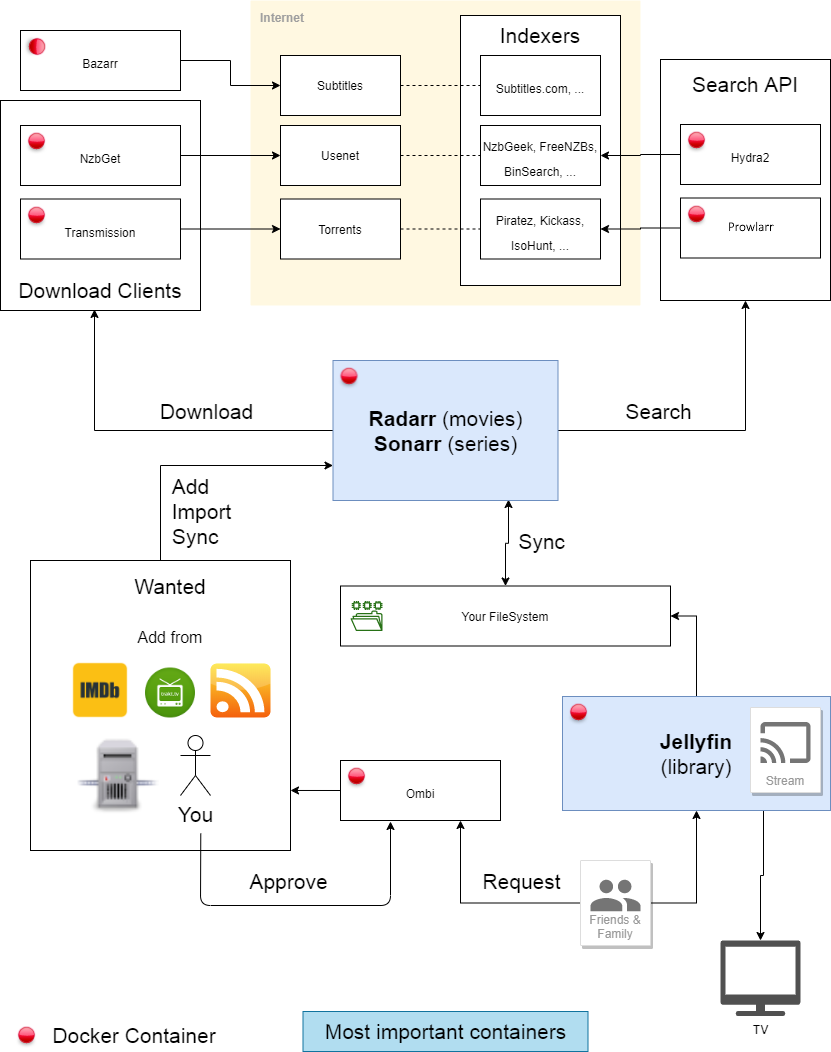 Internet
Indexers
Bazarr
Subtitles
Subtitles.com, ...
Search API
NzbGet
Usenet
NzbGeek, FreeNZBs,
BinSearch, ...
Hydra2
Transmission
Torrents
Piratez, Kickass,
IsoHunt, ...
Prowlarr
Download Clients
Download
Radarr (movies)
Sonarr (series)
Search
Add
Import
Sync
Sync
Wanted
Add from
IMDb
Your FileSystem
Jellyfin
(library)
Stream
You
Ombi
Approve
Request
Friends &
Family
TV
Docker Container
Most important containers